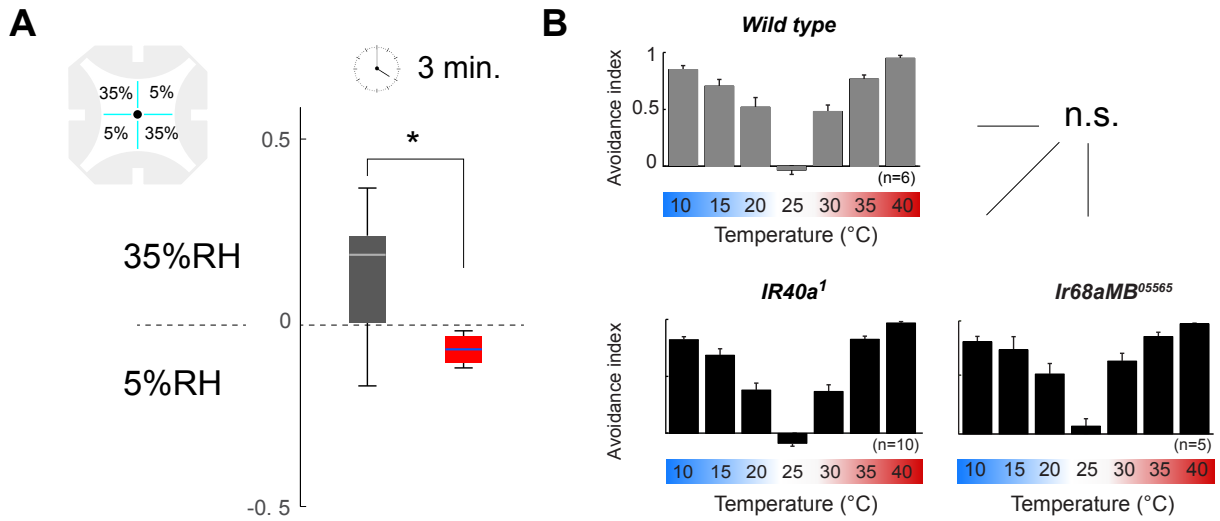 A
35% 5%
5% 35%
3 min.
0.5
*
35%RH
0
5%RH
-0. 5
B
Wild type
Avoidance index
1
0.5
0
(n=6)
10 15 20 25 30 35 40
Temperature (°C)
n.s.
IR40a1
Avoidance index
(n=10)
10 15 20 25 30 35 40
Temperature (°C)
Ir68aMB05565
(n=5)
10 15 20 25 30 35 40
Temperature (°C)